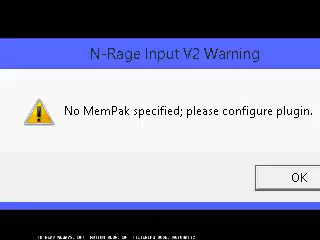 N-Rage Input V2 Warning
No MemPak specified; please configure plugin.
OK